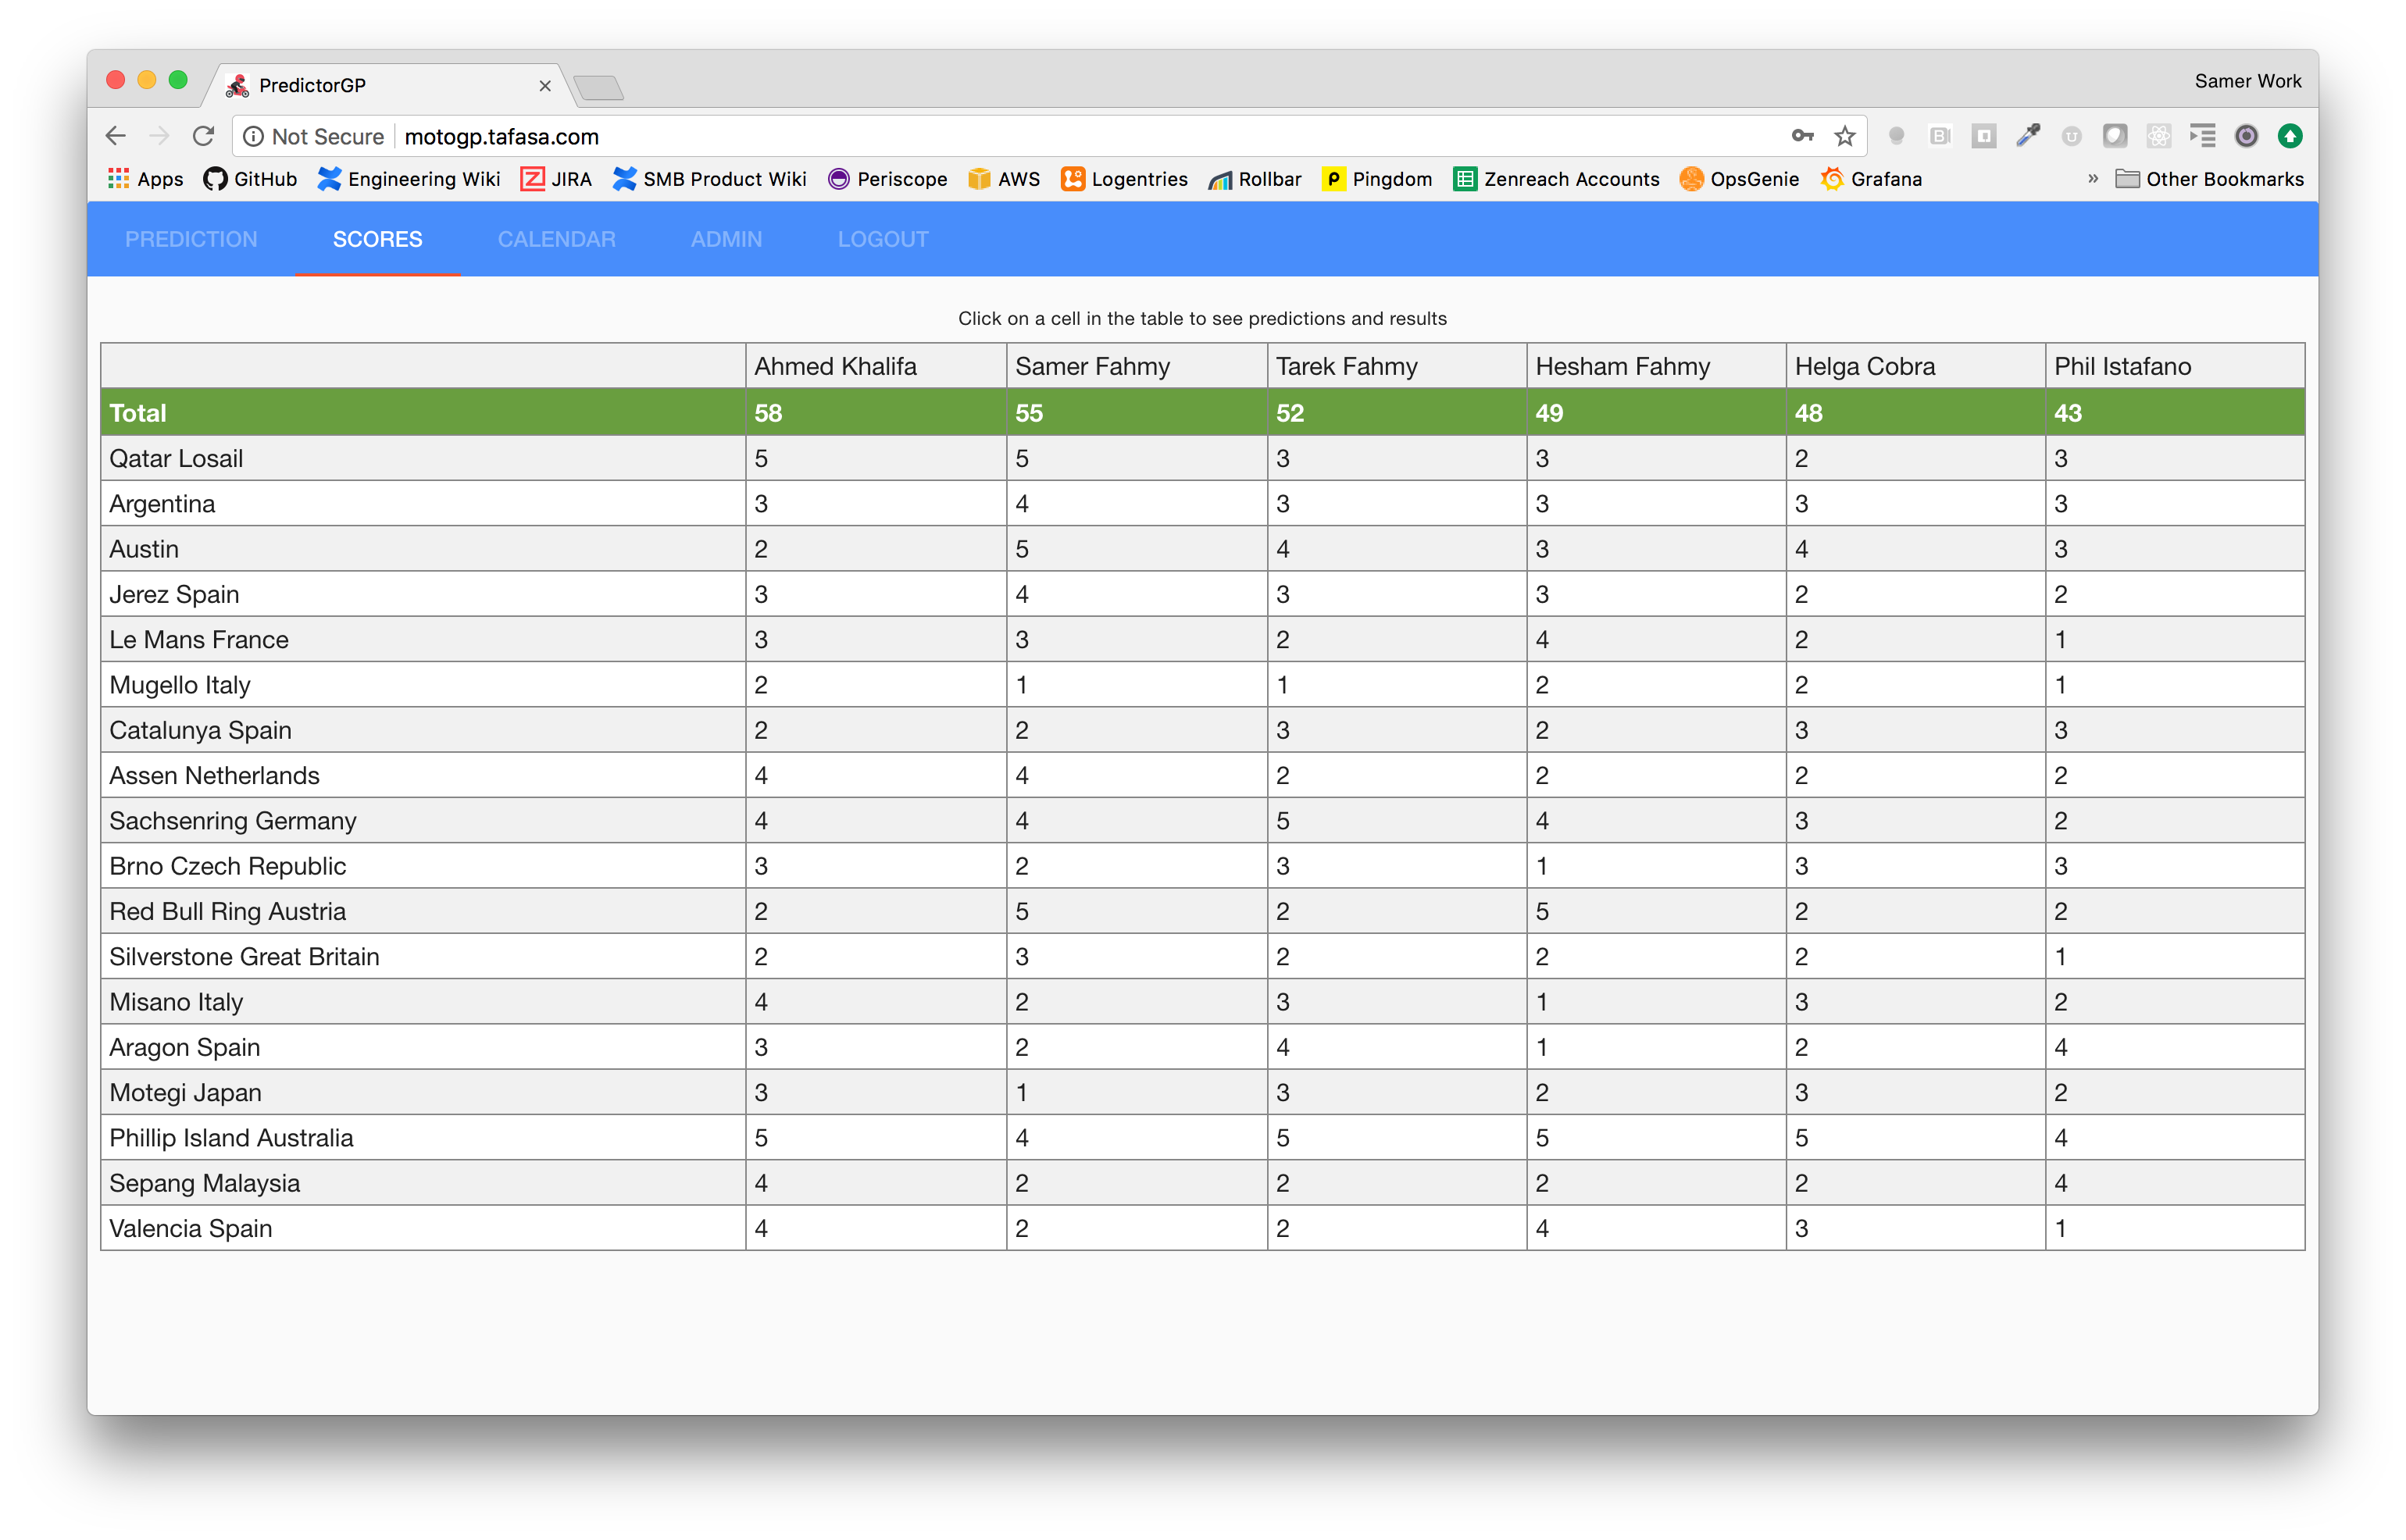 PredictorGP
Samer Work
Not Secure motogp.tafasa.com
Apps GitHub Engineering Wiki JIRA SMB Product Wiki Periscope AWS Logentries Rollbar Pingdom Zenreach Accounts OpsGenie Grafana » Other Bookmarks
PREDICTION SCORES CALENDAR ADMIN LOGOUT
Click on a cell in the table to see predictions and results
Ahmed Khalifa Samer Fahmy Tarek Fahmy Hesham Fahmy Helga Cobra Phil Istafano
Total 58 55 52 49 48 43
Qatar Losail 5 5 3 3 2 3
Argentina 3 4 3 3 3 3
Austin 2 5 4 3 4 3
Jerez Spain 3 4 3 3 2 2
Le Mans France 3 3 2 4 2 1
Mugello Italy 2 1 1 2 2 1
Catalunya Spain 2 2 3 2 3 3
Assen Netherlands 4 4 2 2 2 2
Sachsenring Germany 4 4 5 4 3 2
Brno Czech Republic 3 2 3 1 3 3
Red Bull Ring Austria 2 5 2 5 2 2
Silverstone Great Britain 2 3 2 2 2 1
Misano Italy 4 2 3 1 3 2
Aragon Spain 3 2 4 1 2 4
Motegi Japan 3 1 3 2 3 2
Phillip Island Australia 5 4 5 5 5 4
Sepang Malaysia 4 2 2 2 2 4
Valencia Spain 4 2 2 4 3 1